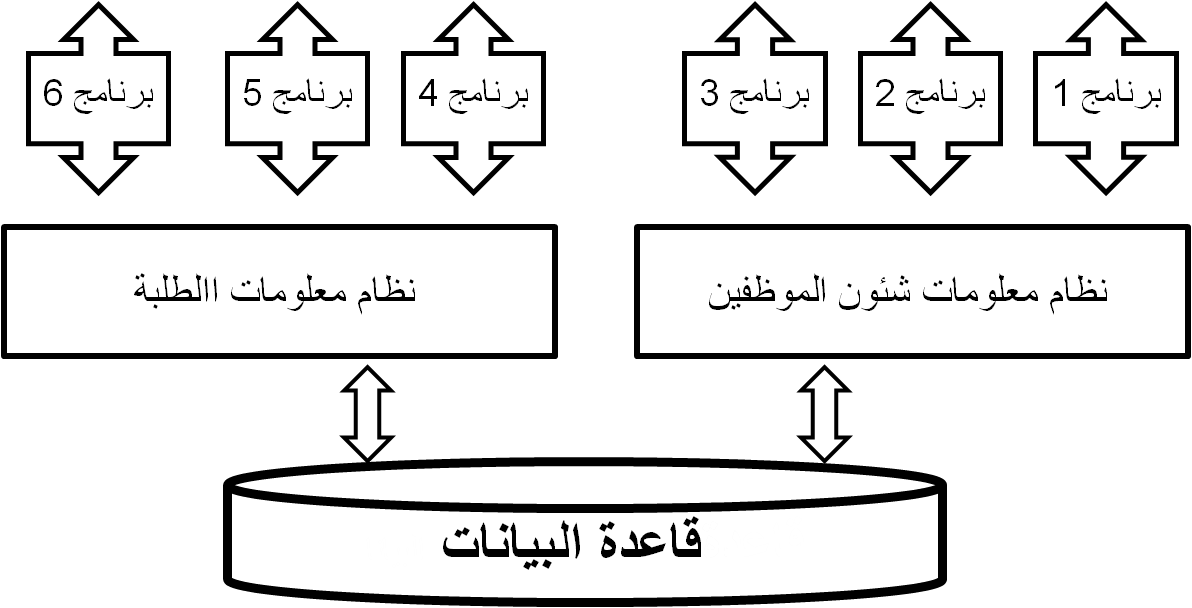 برنامج 1
برنامج 2
برنامج 3
برنامج 4
برنامج 5
برنامج 6
نظام معلومات شئون الموظفين
نظام معلومات االطلبة
قاعدة البيانات